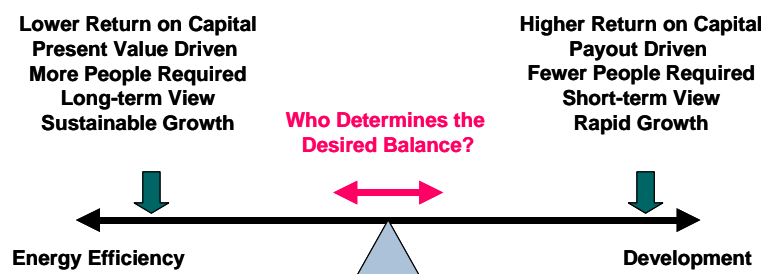 Lower Return on Capital
Present Value Driven
More People Required
Long-term View
Sustainable Growth
Higher Return on Capital
Payout Driven
Fewer People Required
Short-term View
Rapid Growth
Who Determines the
Desired Balance?
Energy Efficiency
Development